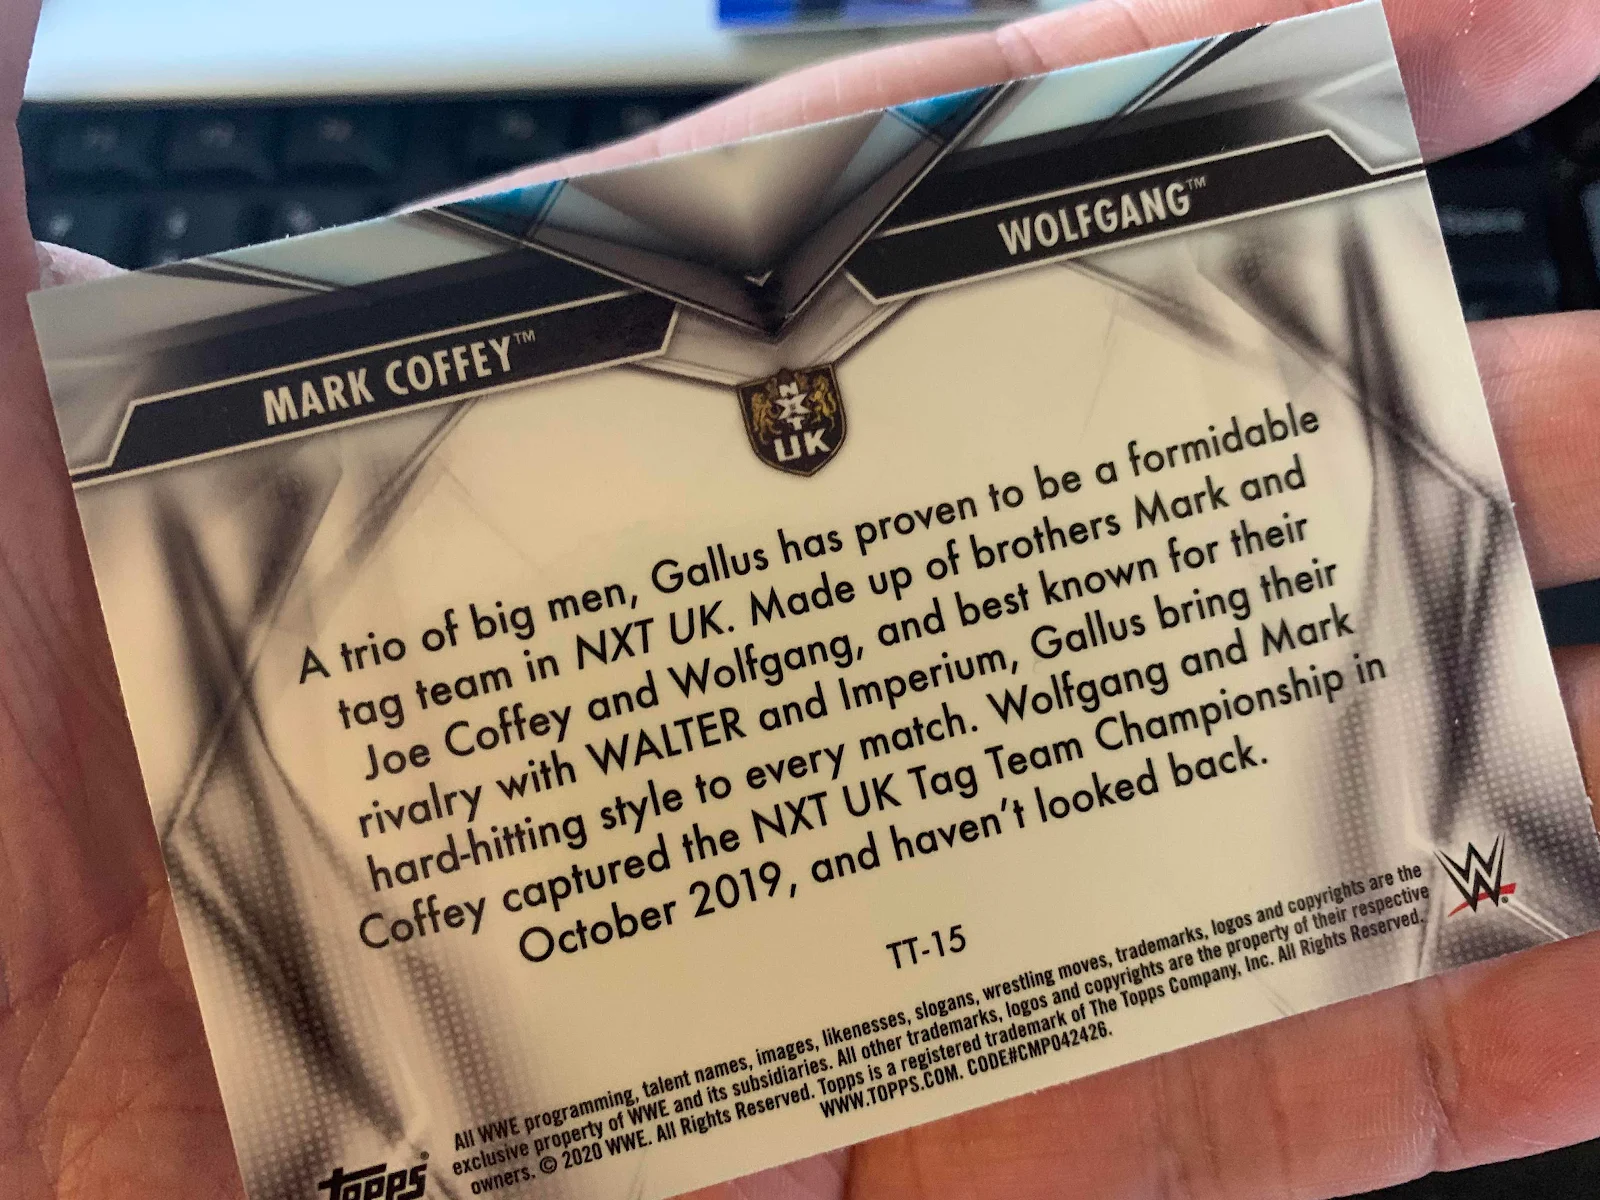 MARK COFFEY™
WOLFGANG™
NXT
UK
A trio of big men, Gallus has proven to be a formidable
tag team in NXT UK. Made up of brothers Mark and
Joe Coffey and Wolfgang, and best known for their
rivalry with WALTER and Imperium, Gallus bring their
hard-hitting style to every match. Wolfgang and Mark
Coffey captured the NXT UK Tag Team Championship in
October 2019, and haven't looked back.
TT-15
All WWE programming, talent names, images, likenesses, slogans, wrestling moves, trademarks, logos and copyrights are the
exclusive property of WWE and its subsidiaries. All other trademarks, logos and copyrights are the property of their respective
owners. © 2020 WWE. All Rights Reserved. Topps is a registered trademark of The Topps Company, Inc. All Rights Reserved.
WWW.TOPPS.COM. CODE#CMP042426.
W
Topps®